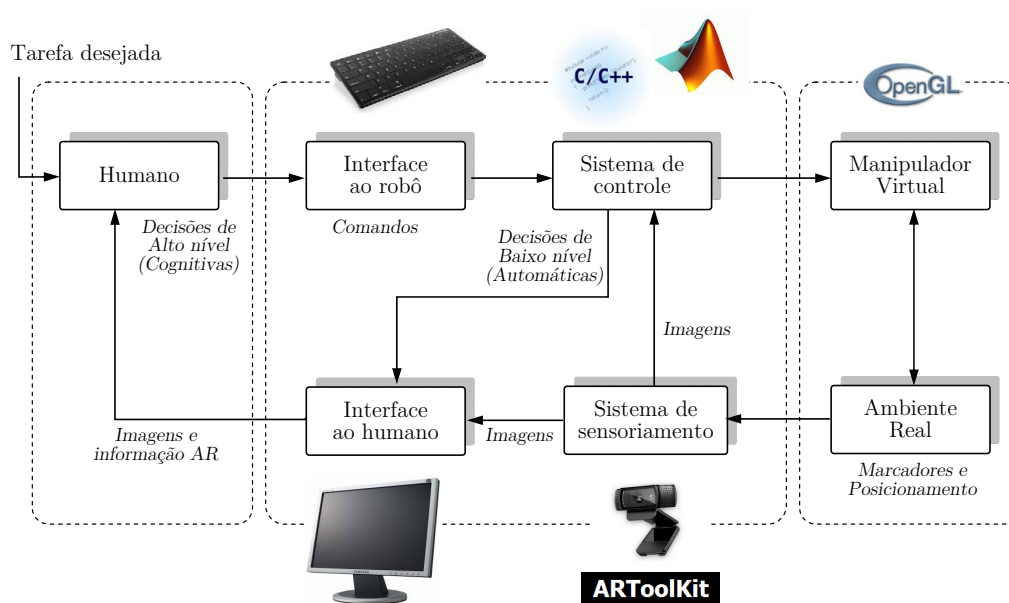 Tarefa desejada
C/C++
OpenGL
Humano
Interface
ao robô
Sistema de
controle
Manipulador
Virtual
Decisões de
Alto nível
(Cognitivas)
Comandos
Decisões de
Baixo nível
(Automáticas)
Imagens
Interface
ao humano
Imagens
Sistema de
sensoriamento
Ambiente
Real
Imagens e
informação AR
Marcadores e
Posicionamento
ARToolKit